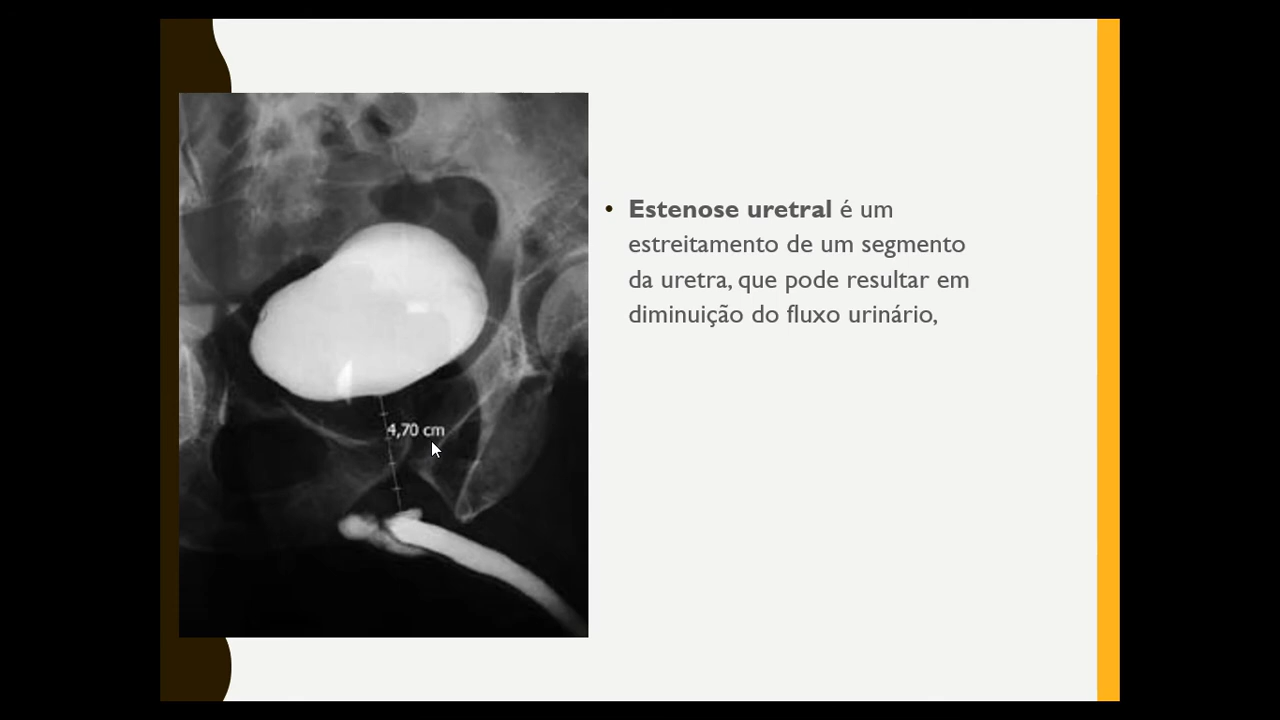 Estenose uretral é um
estreitamento de um segmento
da uretra, que pode resultar em
diminuição do fluxo urinário,
4,70 cm